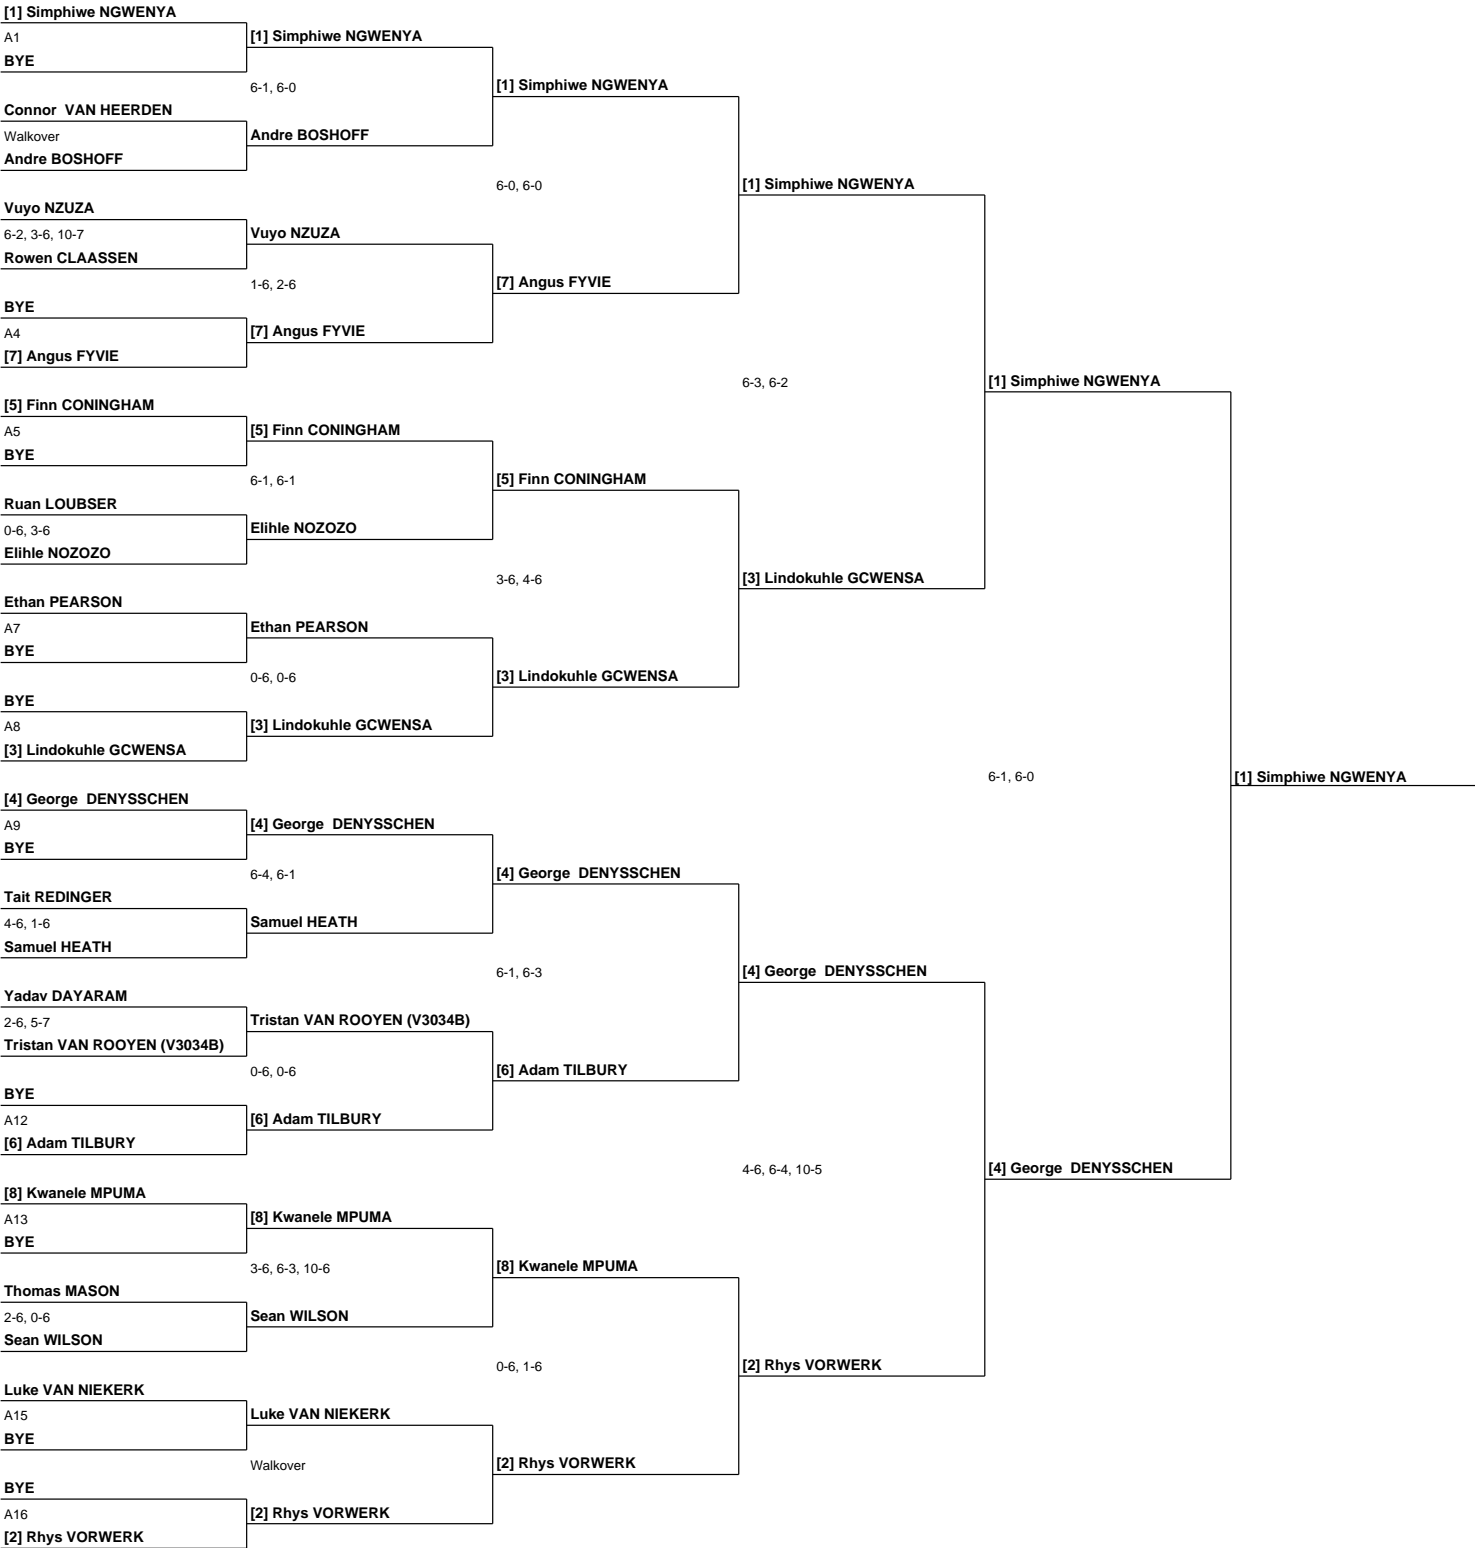 [1] Simphiwe NGWENYA
A1
[1] Simphiwe NGWENYA
BYE
6-1, 6-0
[1] Simphiwe NGWENYA
Connor  VAN HEERDEN
Walkover
Andre BOSHOFF
Andre BOSHOFF
6-0, 6-0
[1] Simphiwe NGWENYA
Vuyo NZUZA
6-2, 3-6, 10-7
Vuyo NZUZA
Rowen CLAASSEN
1-6, 2-6
[7] Angus FYVIE
BYE
A4
[7] Angus FYVIE
[7] Angus FYVIE
6-3, 6-2
[1] Simphiwe NGWENYA
[5] Finn CONINGHAM
A5
[5] Finn CONINGHAM
BYE
6-1, 6-1
[5] Finn CONINGHAM
Ruan LOUBSER
0-6, 3-6
Elihle NOZOZO
Elihle NOZOZO
3-6, 4-6
[3] Lindokuhle GCWENSA
Ethan PEARSON
A7
Ethan PEARSON
BYE
0-6, 0-6
[3] Lindokuhle GCWENSA
BYE
A8
[3] Lindokuhle GCWENSA
[3] Lindokuhle GCWENSA
6-1, 6-0
[1] Simphiwe NGWENYA
[4] George  DENYSSCHEN
A9
[4] George  DENYSSCHEN
BYE
6-4, 6-1
[4] George  DENYSSCHEN
Tait REDINGER
4-6, 1-6
Samuel HEATH
Samuel HEATH
6-1, 6-3
[4] George  DENYSSCHEN
Yadav DAYARAM
2-6, 5-7
Tristan VAN ROOYEN (V3034B)
Tristan VAN ROOYEN (V3034B)
0-6, 0-6
[6] Adam TILBURY
BYE
A12
[6] Adam TILBURY
[6] Adam TILBURY
4-6, 6-4, 10-5
[4] George  DENYSSCHEN
[8] Kwanele MPUMA
A13
[8] Kwanele MPUMA
BYE
3-6, 6-3, 10-6
[8] Kwanele MPUMA
Thomas MASON
2-6, 0-6
Sean WILSON
Sean WILSON
0-6, 1-6
[2] Rhys VORWERK
Luke VAN NIEKERK
A15
Luke VAN NIEKERK
BYE
Walkover
[2] Rhys VORWERK
BYE
A16
[2] Rhys VORWERK
[2] Rhys VORWERK